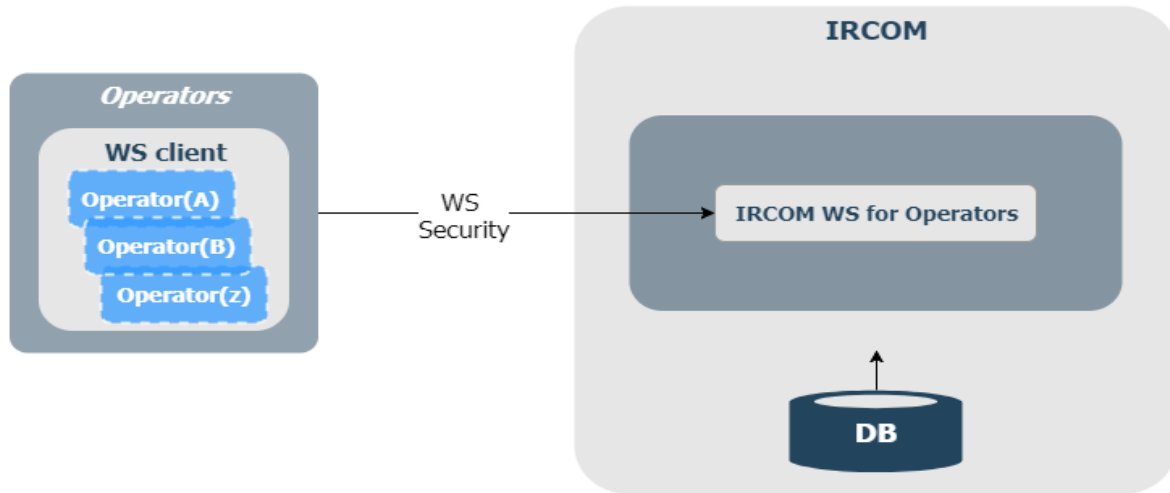 IRCOM
Operators
WS client
Operator(A)
Operator(B)
Operator(z)
WS
Security
IRCOM WS for Operators
DB